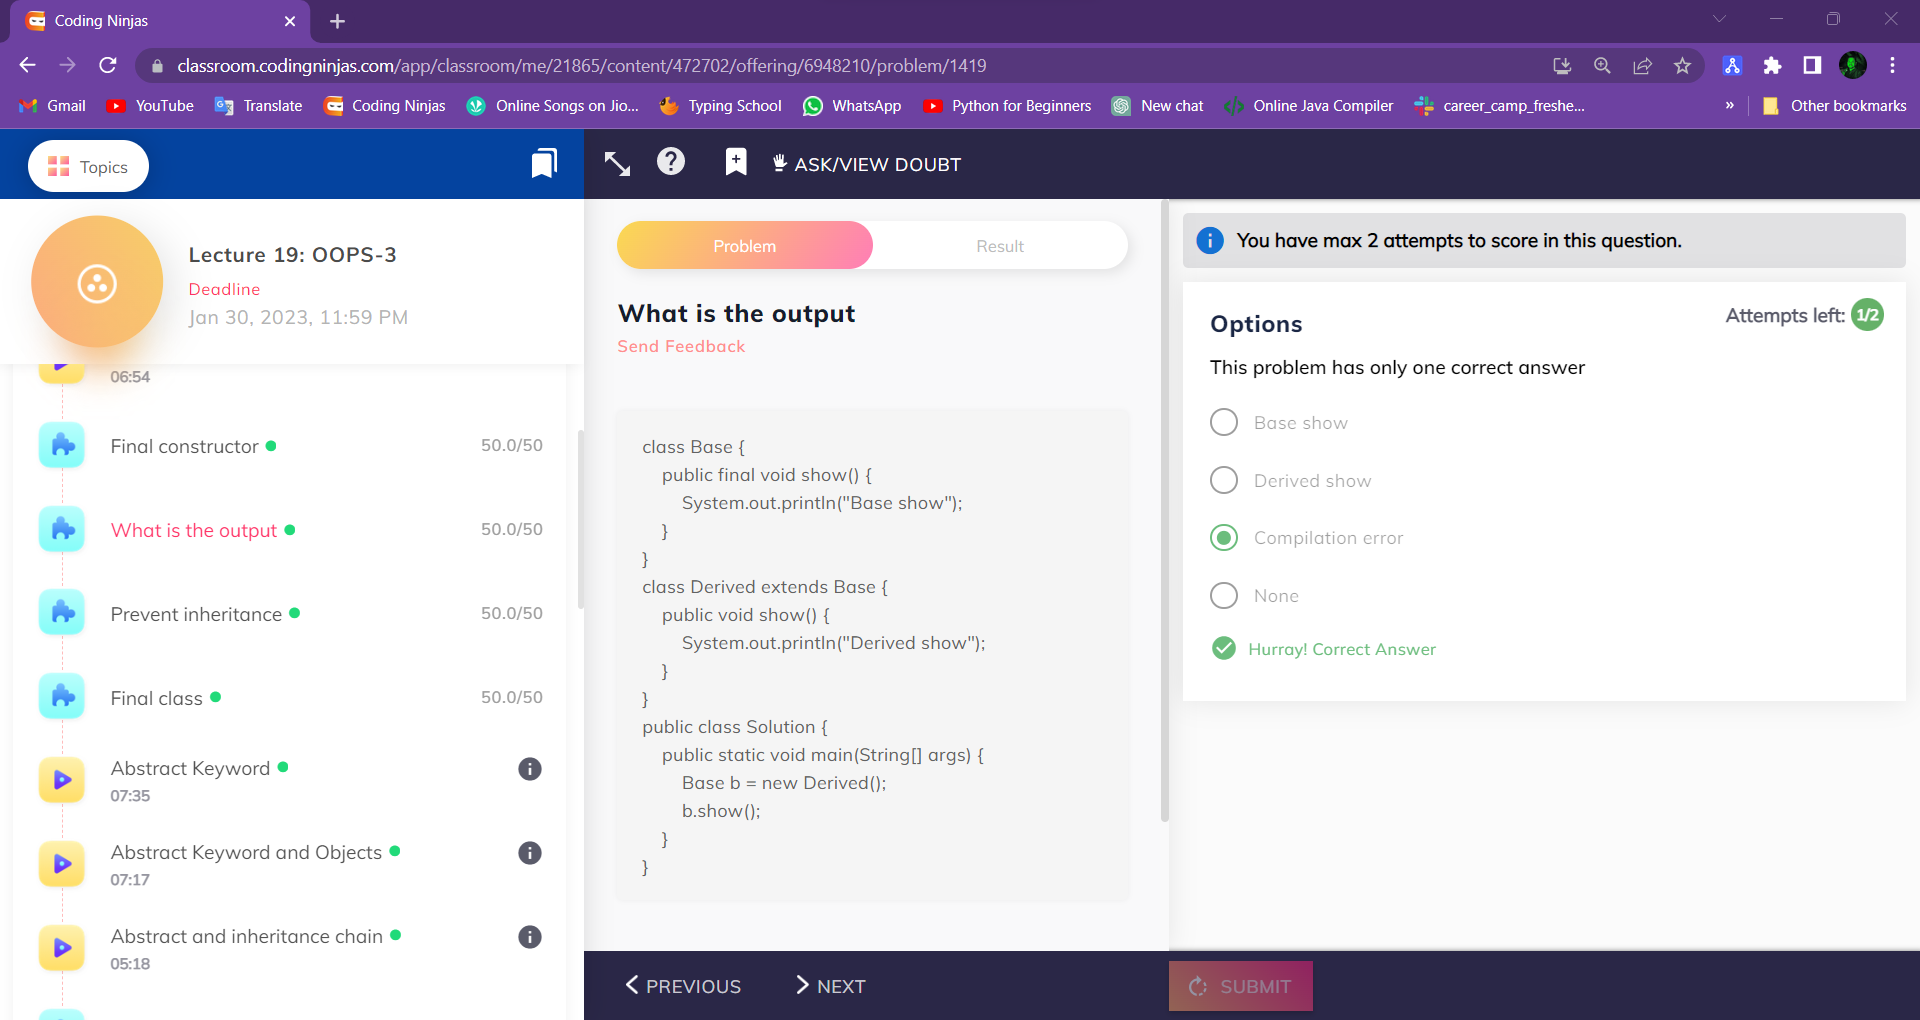 Coding Ninjas
classroom.codingninjas.com/app/classroom/me/21865/content/472702/offering/6948210/problem/1419
Gmail YouTube Translate Coding Ninjas Online Songs on Jio... Typing School WhatsApp Python for Beginners New chat Online Java Compiler career_camp_freshe... » Other bookmarks
Topics
ASK/VIEW DOUBT
Lecture 19: OOPS-3
Deadline
Jan 30, 2023, 11:59 PM
06:54
Final constructor 50.0/50
What is the output 50.0/50
Prevent inheritance 50.0/50
Final class 50.0/50
Abstract Keyword
07:35
Abstract Keyword and Objects
07:17
Abstract and inheritance chain
05:18
Problem Result
What is the output
Send Feedback
class Base {
public final void show() {
System.out.println("Base show");
}
}
class Derived extends Base {
public void show() {
System.out.println("Derived show");
}
}
public class Solution {
public static void main(String[] args) {
Base b = new Derived();
b.show();
}
}
PREVIOUS NEXT
You have max 2 attempts to score in this question.
Options
Attempts left: 1/2
This problem has only one correct answer
Base show
Derived show
Compilation error
None
Hurray! Correct Answer
SUBMIT